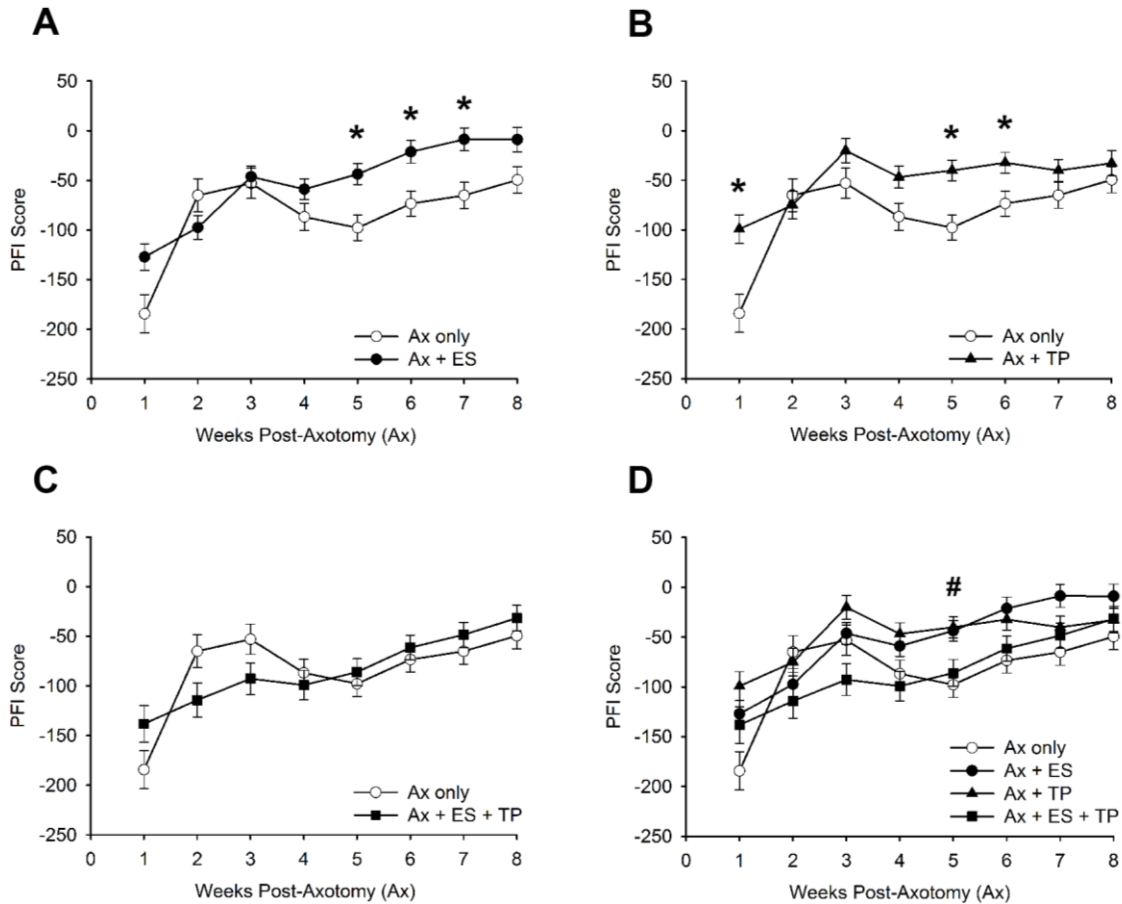 A
50
0
-50
-100
-150
-200
-250
PFI Score
* * *
Ax only
Ax + ES
0 1 2 3 4 5 6 7 8
Weeks Post-Axotomy (Ax)
B
50
0
-50
-100
-150
-200
-250
PFI Score
* * *
Ax only
Ax + TP
0 1 2 3 4 5 6 7 8
Weeks Post-Axotomy (Ax)
C
50
0
-50
-100
-150
-200
-250
PFI Score
Ax only
Ax + ES + TP
0 1 2 3 4 5 6 7 8
Weeks Post-Axotomy (Ax)
D
50
0
-50
-100
-150
-200
-250
PFI Score
#
Ax only
Ax + ES
Ax + TP
Ax + ES + TP
0 1 2 3 4 5 6 7 8
Weeks Post-Axotomy (Ax)